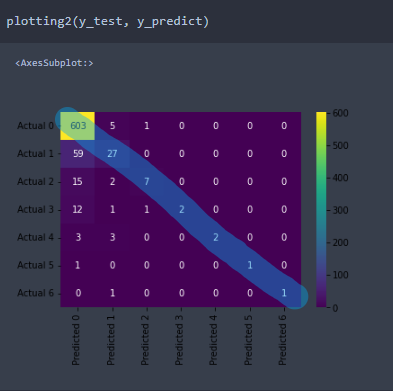 plotting2(y_test, y_predict)
<AxesSubplot:>
Actual 0 603 5 1 0 0 0 0
Actual 1 59 27 0 0 0 0 0
Actual 2 15 2 7 0 0 0 0
Actual 3 12 1 1 2 0 0 0
Actual 4 3 3 0 0 2 0 0
Actual 5 1 0 0 0 0 1 0
Actual 6 0 1 0 0 0 0 1
Predicted 0 Predicted 1 Predicted 2 Predicted 3 Predicted 4 Predicted 5 Predicted 6
600
500
400
300
200
100
0